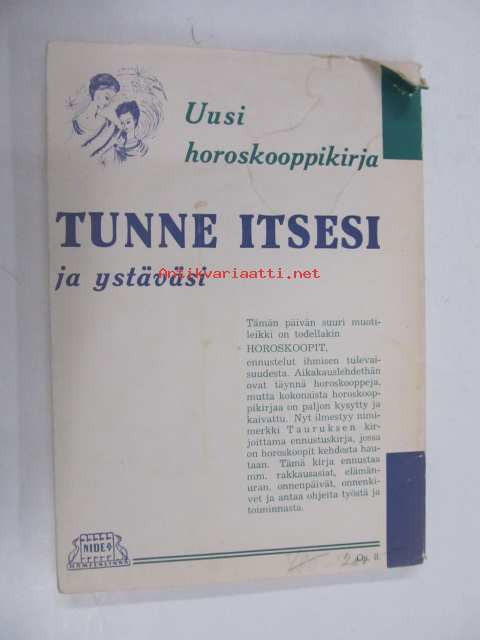 Uusi
horoskooppikirja
TUNNE ITSESI
ja ystäväsi
Antikvariaatti.net
Tämän päivän suuri muoti-
leikki on todellakin
HOROSKOOPIT,
ennustelut ihmisen tulevai-
suudesta. Aikakauslehdethän
ovat täynnä horoskooppeja,
mutta kokonaista horoskoop-
pikirjaa on paljon kysytty ja
kaivattu. Nyt ilmestyy nimi-
merkki Tauruksen kir-
joittama ennustuskirja, jossa
on horoskoopit kehdosta hau-
taan. Tämä kirja ennustaa
mm. rakkausasiat, elämän-
uran, onnenpäivät, onnenki-
vet ja antaa ohjeita työstä ja
toiminnasta.
NIDE
HÄMEENLINNA
Op. 8